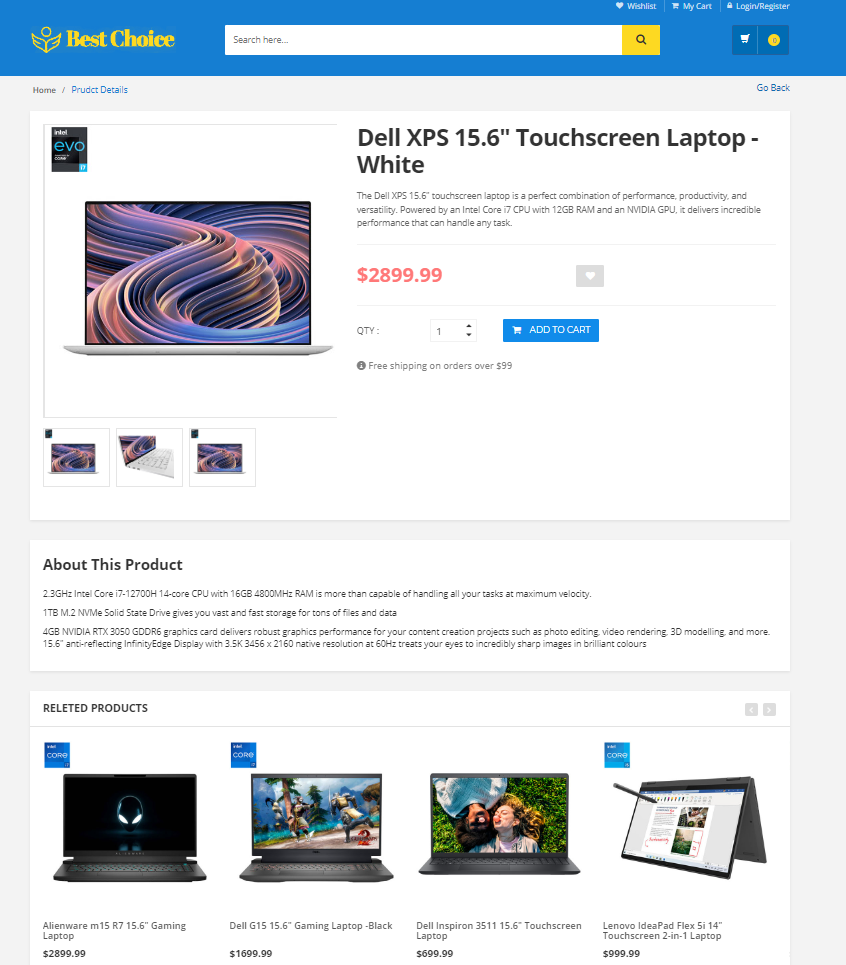 Wishlist
My Cart
Login/Register
Best Choice
Search here...
0
Home / Prudct Details
Go Back
intel
evo
CORE
i7
Dell XPS 15.6" Touchscreen Laptop -
White
The Dell XPS 15.6" touchscreen laptop is a perfect combination of performance, productivity, and
versatility. Powered by an Intel Core i7 CPU with 12GB RAM and an NVIDIA GPU, it delivers incredible
performance that can handle any task.
$2899.99
QTY :
1
ADD TO CART
Free shipping on orders over $99
About This Product
2.3GHz Intel Core i7-12700H 14-core CPU with 16GB 4800MHz RAM is more than capable of handling all your tasks at maximum velocity.
1TB M.2 NVMe Solid State Drive gives you vast and fast storage for tons of files and data
4GB NVIDIA RTX 3050 GDDR6 graphics card delivers robust graphics performance for your content creation projects such as photo editing, video rendering, 3D modelling, and more.
15.6" anti-reflecting InfinityEdge Display with 3.5K 3456 x 2160 native resolution at 60Hz treats your eyes to incredibly sharp images in brilliant colours
RELETED PRODUCTS
intel
CORE
intel
CORE
intel
CORE
ALIENWARE
Alienware m15 R7 15.6" Gaming
Laptop
$2899.99
Dell G15 15.6" Gaming Laptop -Black
$1699.99
Dell Inspiron 3511 15.6" Touchscreen
Laptop
$699.99
Lenovo IdeaPad Flex 5i 14"
Touchscreen 2-in-1 Laptop
$999.99